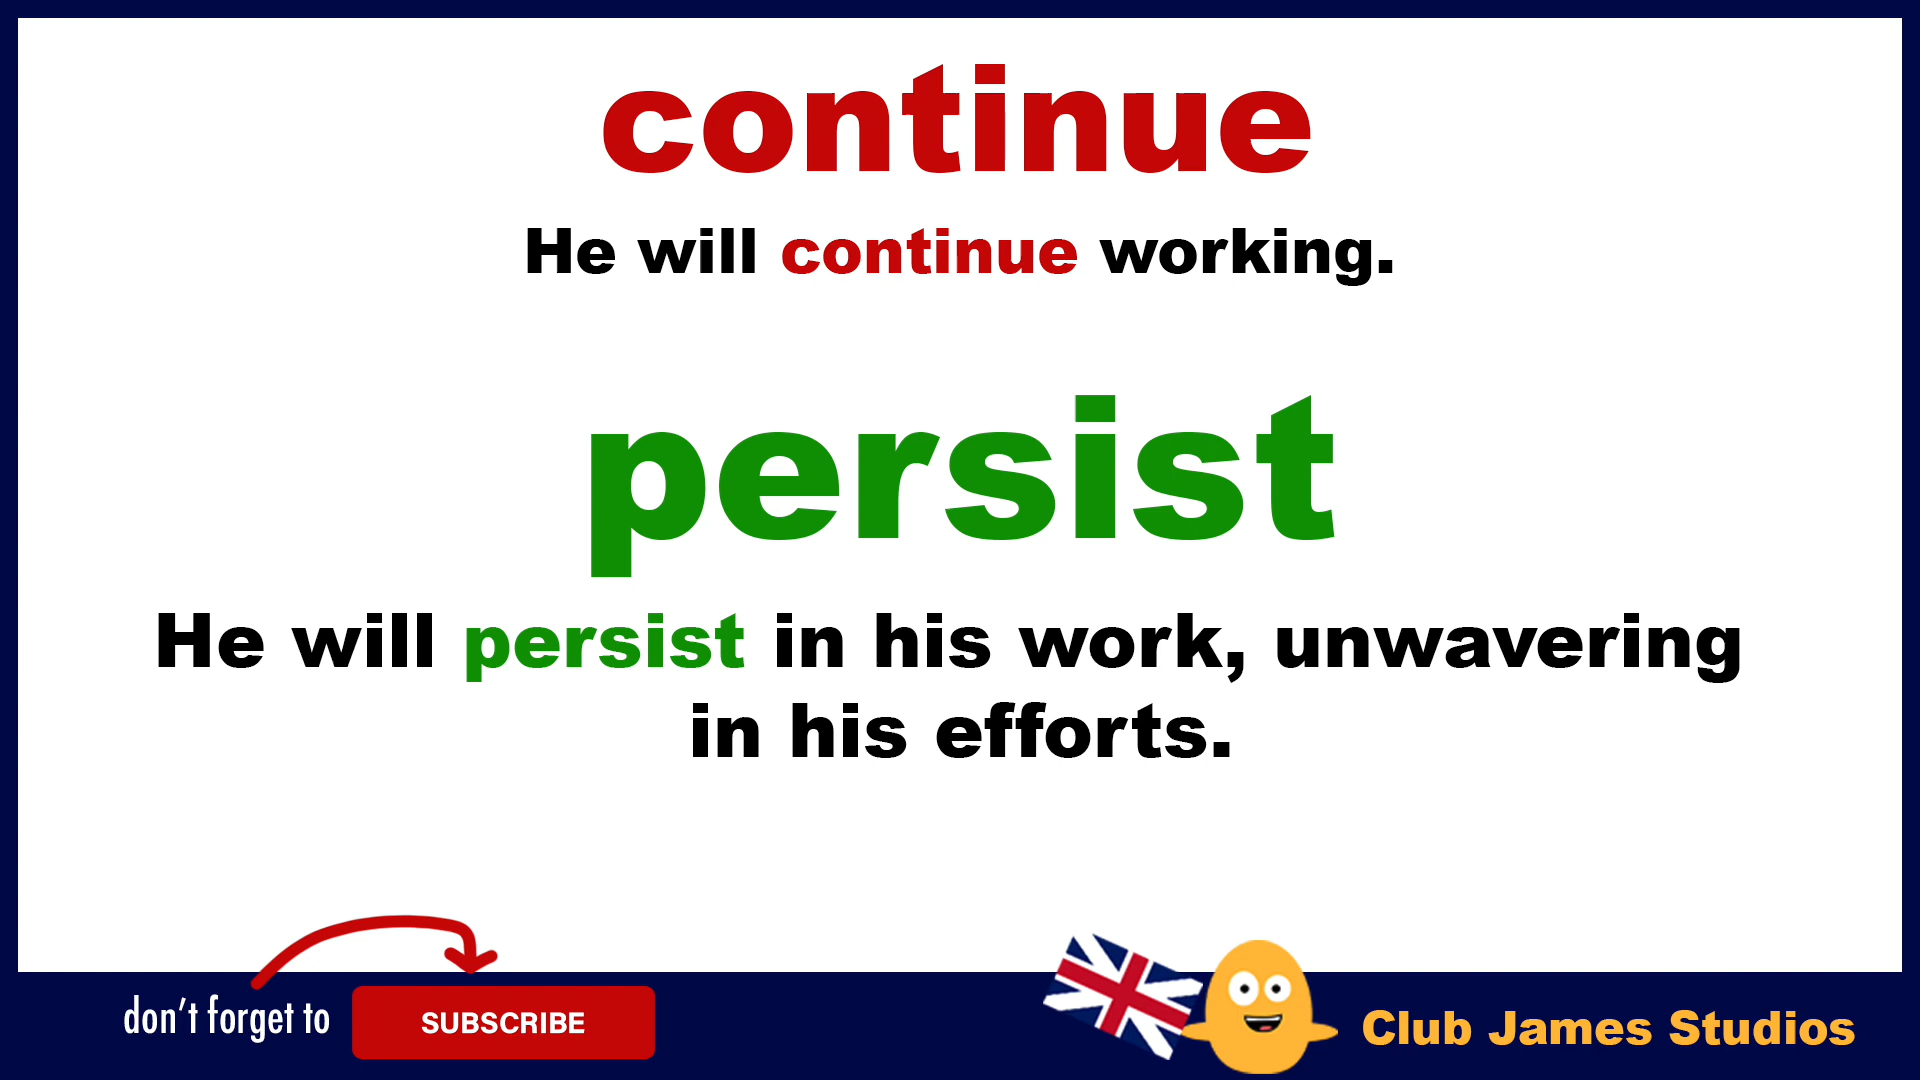 continue
He will continue working.
persist
He will persist in his work, unwavering
in his efforts.
don't forget to
SUBSCRIBE
Club James Studios